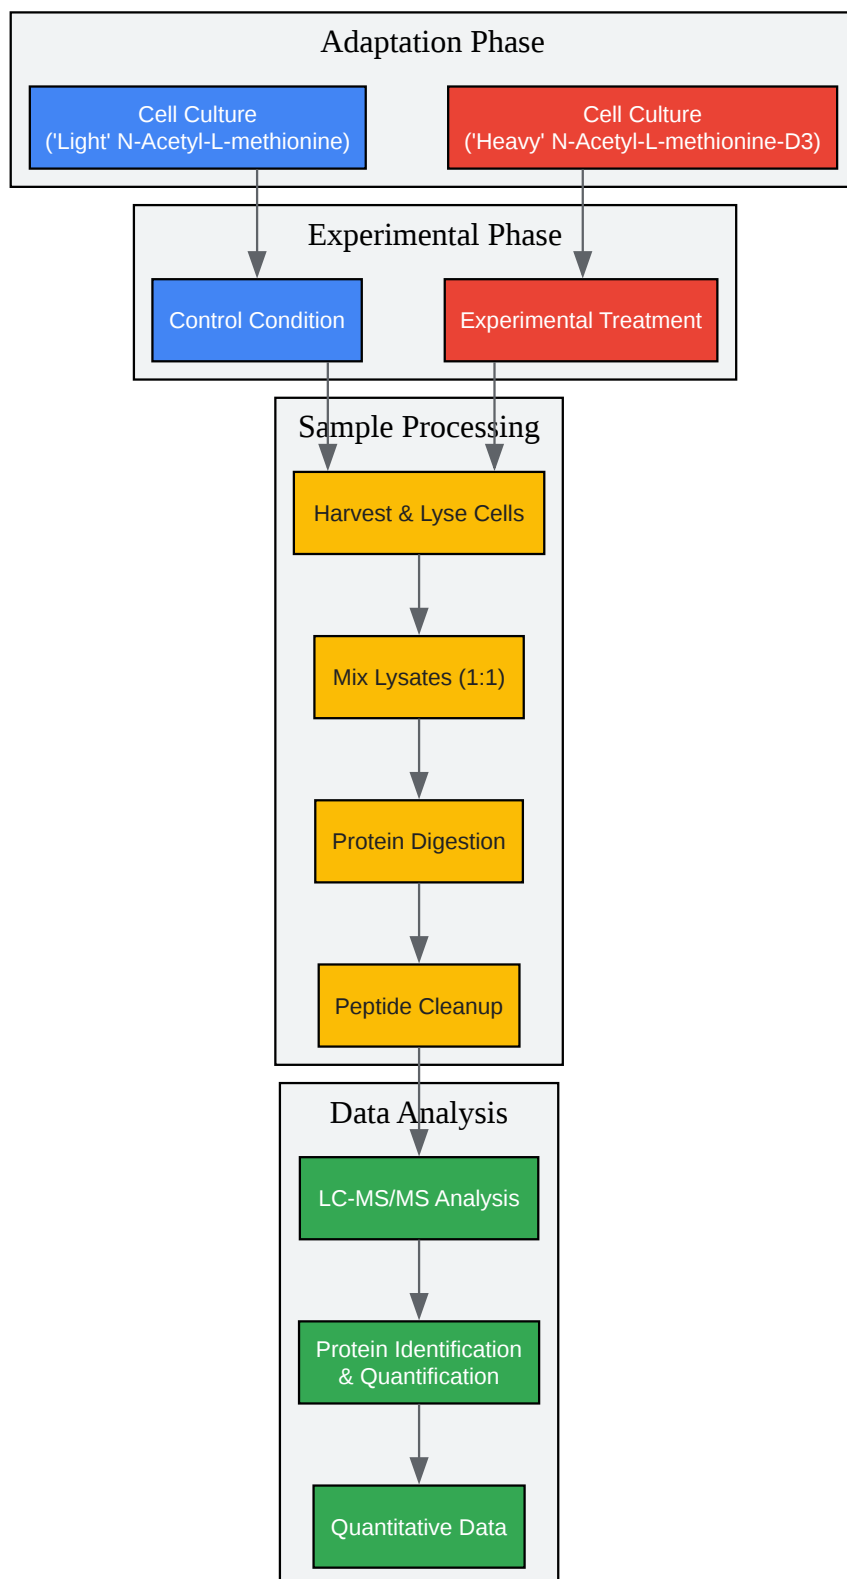 Adaptation Phase
Cell Culture
('Light' N-Acetyl-L-methionine)
Cell Culture
('Heavy' N-Acetyl-L-methionine-D3)
Experimental Phase
Control Condition
Experimental Treatment
Sample Processing
Harvest & Lyse Cells
Mix Lysates (1:1)
Protein Digestion
Peptide Cleanup
Data Analysis
LC-MS/MS Analysis
Protein Identification
& Quantification
Quantitative Data